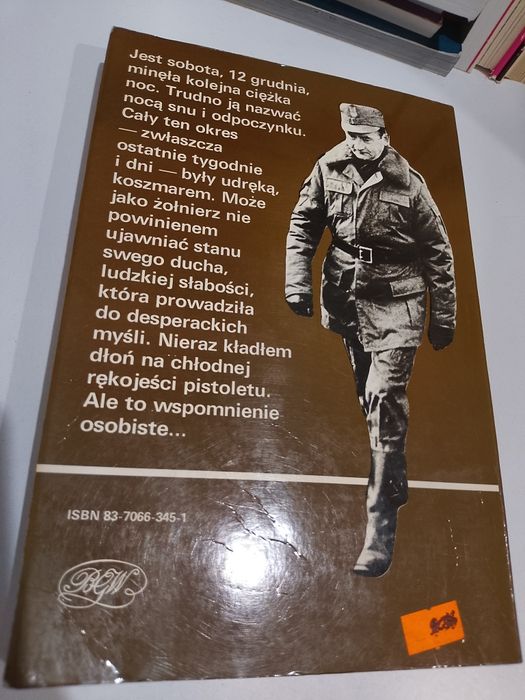 Jest sobota, 12 grudnia,
minęła kolejna ciężka
noc. Trudno ją nazwać
nocą snu i odpoczynku.
Cały ten okres
— zwłaszcza
ostatnie tygodnie
i dni — były udręką,
koszmarem. Może
jako żołnierz nie
powinienem
ujawniać stanu
swego ducha,
ludzkiej słabości,
która prowadziła
do desperackich
myśli. Nieraz kładłem
dłoń na chłodnej
rękojeści pistoletu.
Ale to wspomnienie
osobiste...
ISBN 83-7066-345-1
BGW